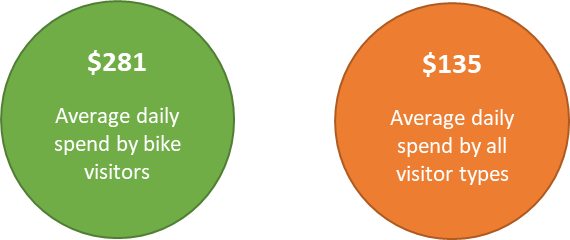 $281
Average daily
spend by bike
visitors
$135
Average daily
spend by all
visitor types